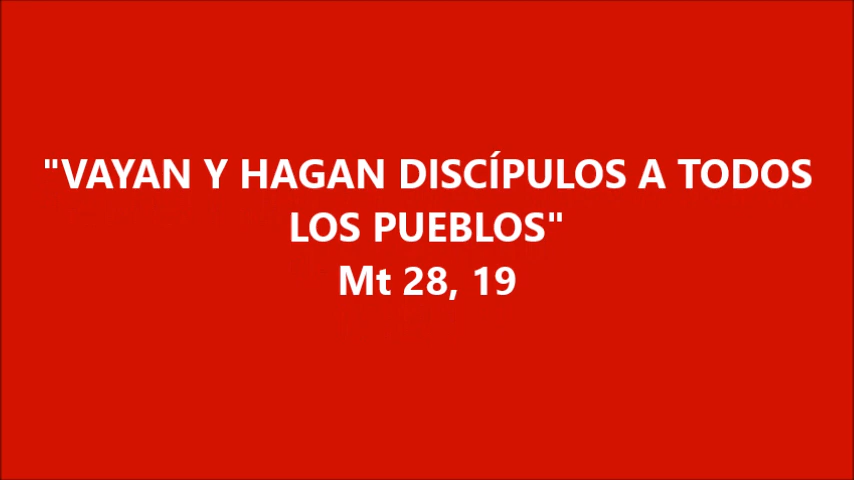 "VAYAN Y HAGAN DISCÍPULOS A TODOS
LOS PUEBLOS"
Mt 28, 19